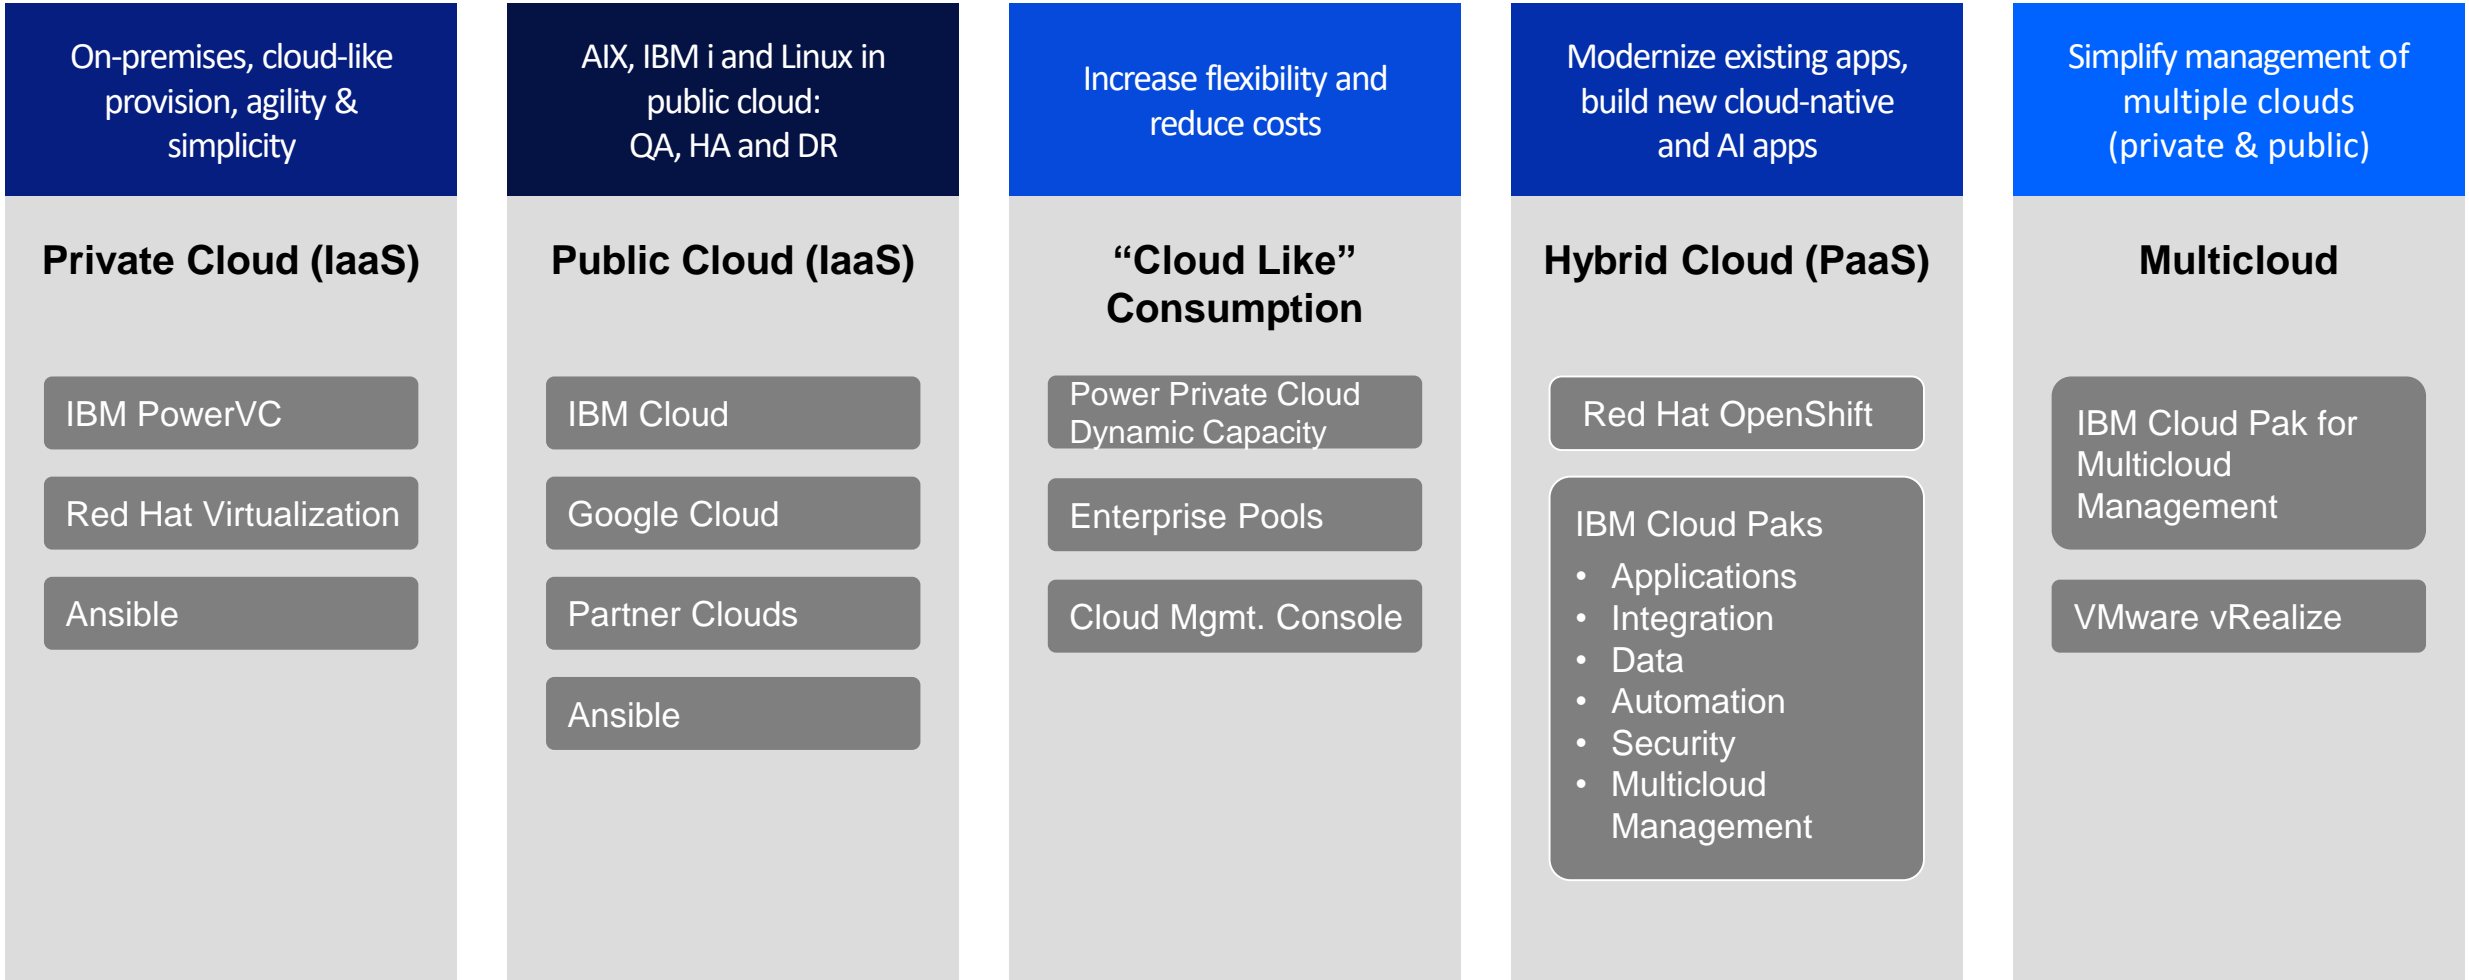 On-premises, cloud-like
provision, agility &
simplicity
Private Cloud (IaaS)
IBM PowerVC
Red Hat Virtualization
Ansible
AIX, IBM i and Linux in
public cloud:
QA, HA and DR
Public Cloud (IaaS)
IBM Cloud
Google Cloud
Partner Clouds
Ansible
Increase flexibility and
reduce costs
“Cloud Like”
Consumption
Power Private Cloud
Dynamic Capacity
Enterprise Pools
Cloud Mgmt. Console
Modernize existing apps,
build new cloud-native
and AI apps
Hybrid Cloud (PaaS)
Red Hat OpenShift
IBM Cloud Paks
• Applications
• Integration
• Data
• Automation
• Security
• Multicloud
Management
Simplify management of
multiple clouds
(private & public)
Multicloud
IBM Cloud Pak for
Multicloud
Management
VMware vRealize